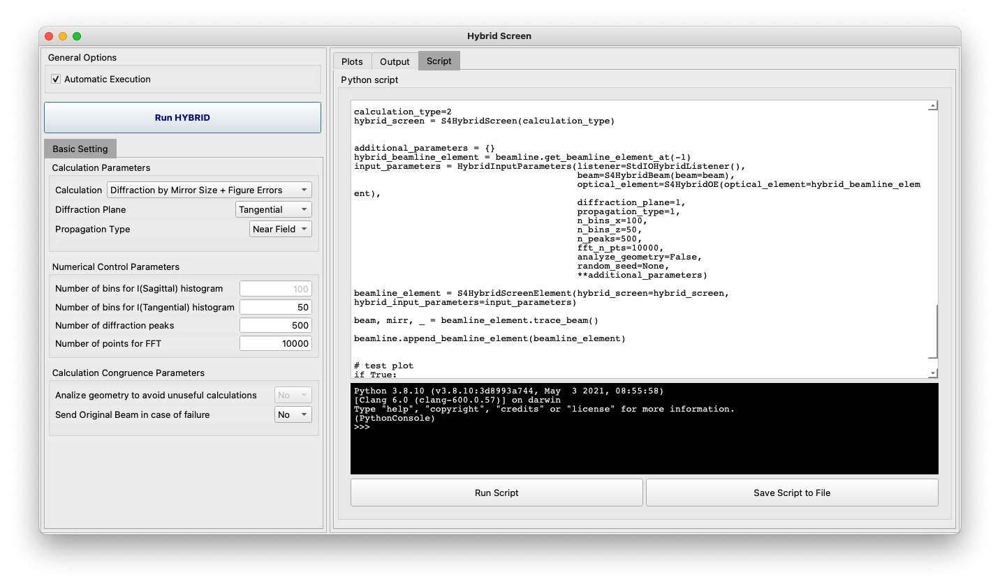 Hybrid Screen
General Options
Automatic Execution
Run HYBRID
Basic Setting
Calculation Parameters
Calculation Diffraction by Mirror Size + Figure Errors
Diffraction Plane Tangential
Propagation Type Near Field
Numerical Control Parameters
Number of bins for I(Sagittal) histogram 100
Number of bins for I(Tangential) histogram 50
Number of diffraction peaks 500
Number of points for FFT 10000
Calculation Congruence Parameters
Analize geometry to avoid unuseful calculations No
Send Original Beam in case of failure No
Plots Output Script
Python script
calculation_type=2
hybrid_screen = S4HybridScreen(calculation_type)
additional_parameters = {}
hybrid_beamline_element = beamline.get_beamline_element_at(-1)
input_parameters = HybridInputParameters(listener=StdIOHybridListener(),
beam=S4HybridBeam(beam=beam),
optical_element=S4HybridOE(optical_element=hybrid_beamline_elem
ent),
diffraction_plane=1,
propagation_type=1,
n_bins_x=100,
n_bins_z=50,
n_peaks=500,
fft_n_pts=10000,
analyze_geometry=False,
random_seed=None,
**additional_parameters)
beamline_element = S4HybridScreenElement(hybrid_screen=hybrid_screen,
hybrid_input_parameters=input_parameters)
beam, mirr, _ = beamline_element.trace_beam()
beamline.append_beamline_element(beamline_element)
# test plot
if True:
Python 3.8.10 (v3.8.10:3d8993a744, May  3 2021, 08:55:58)
[Clang 6.0 (clang-600.0.57)] on darwin
Type "help", "copyright", "credits" or "license" for more information.
(PythonConsole)
>>>
Run Script Save Script to File